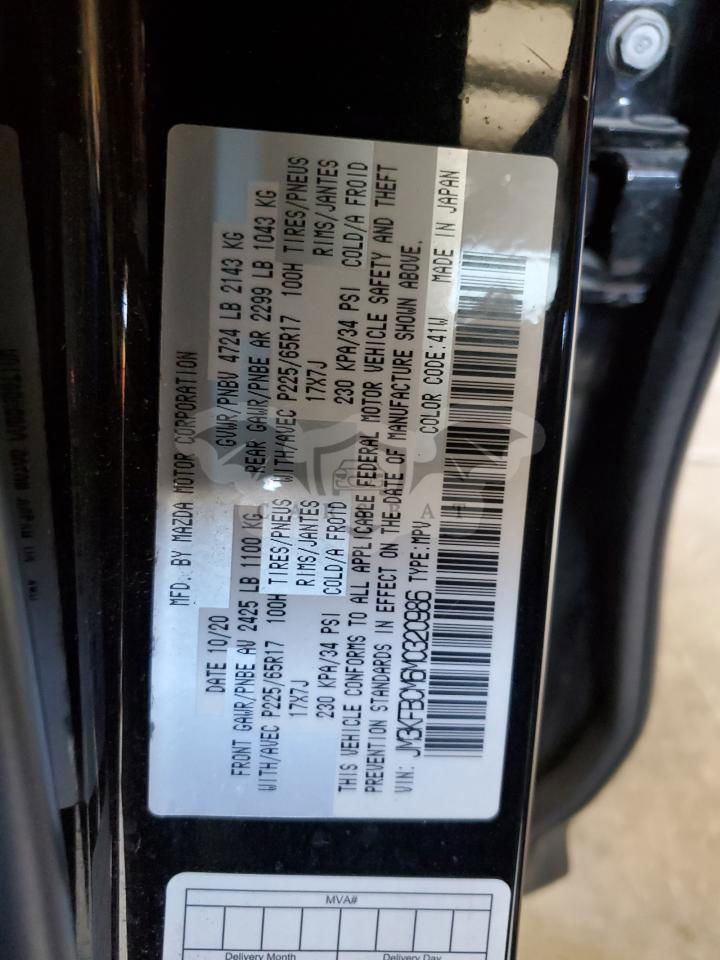 MFD. BY MAZDA MOTOR CORPORATION
DATE 10/20 GVWR/PNBV 4724 LB 2143 KG
FRONT GAWR/PNBE AV 2425 LB 1100 KG REAR GAWR/PNBE AR 2299 LB 1043 KG
WITH/AVEC P225/65R17 100H TIRES/PNEUS WITH/AVEC P225/65R17 100H TIRES/PNEUS
17X7J RIMS/JANTES 17X7J RIMS/JANTES
230 KPA/34 PSI COLD/A FROID 230 KPA/34 PSI COLD/A FROID
THIS VEHICLE CONFORMS TO ALL APPLICABLE FEDERAL MOTOR VEHICLE SAFETY AND THEFT
PREVENTION STANDARDS IN EFFECT ON THE DATE OF MANUFACTURE SHOWN ABOVE.
VIN: JM3KFBCM6M0320986 TYPE:MPV COLOR CODE:41W MADE IN JAPAN
CARBRAT
MVA#
Delivery Month Delivery Day